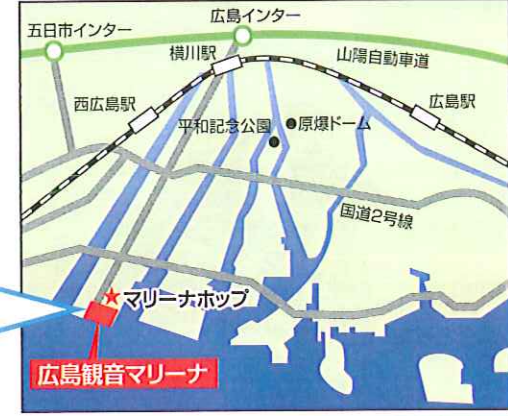 広島インター
五日市インター
横川駅
山陽自動車道
西広島駅
広島駅
平和記念公園
原爆ドーム
国道2号線
マリーナホップ
広島観音マリーナ